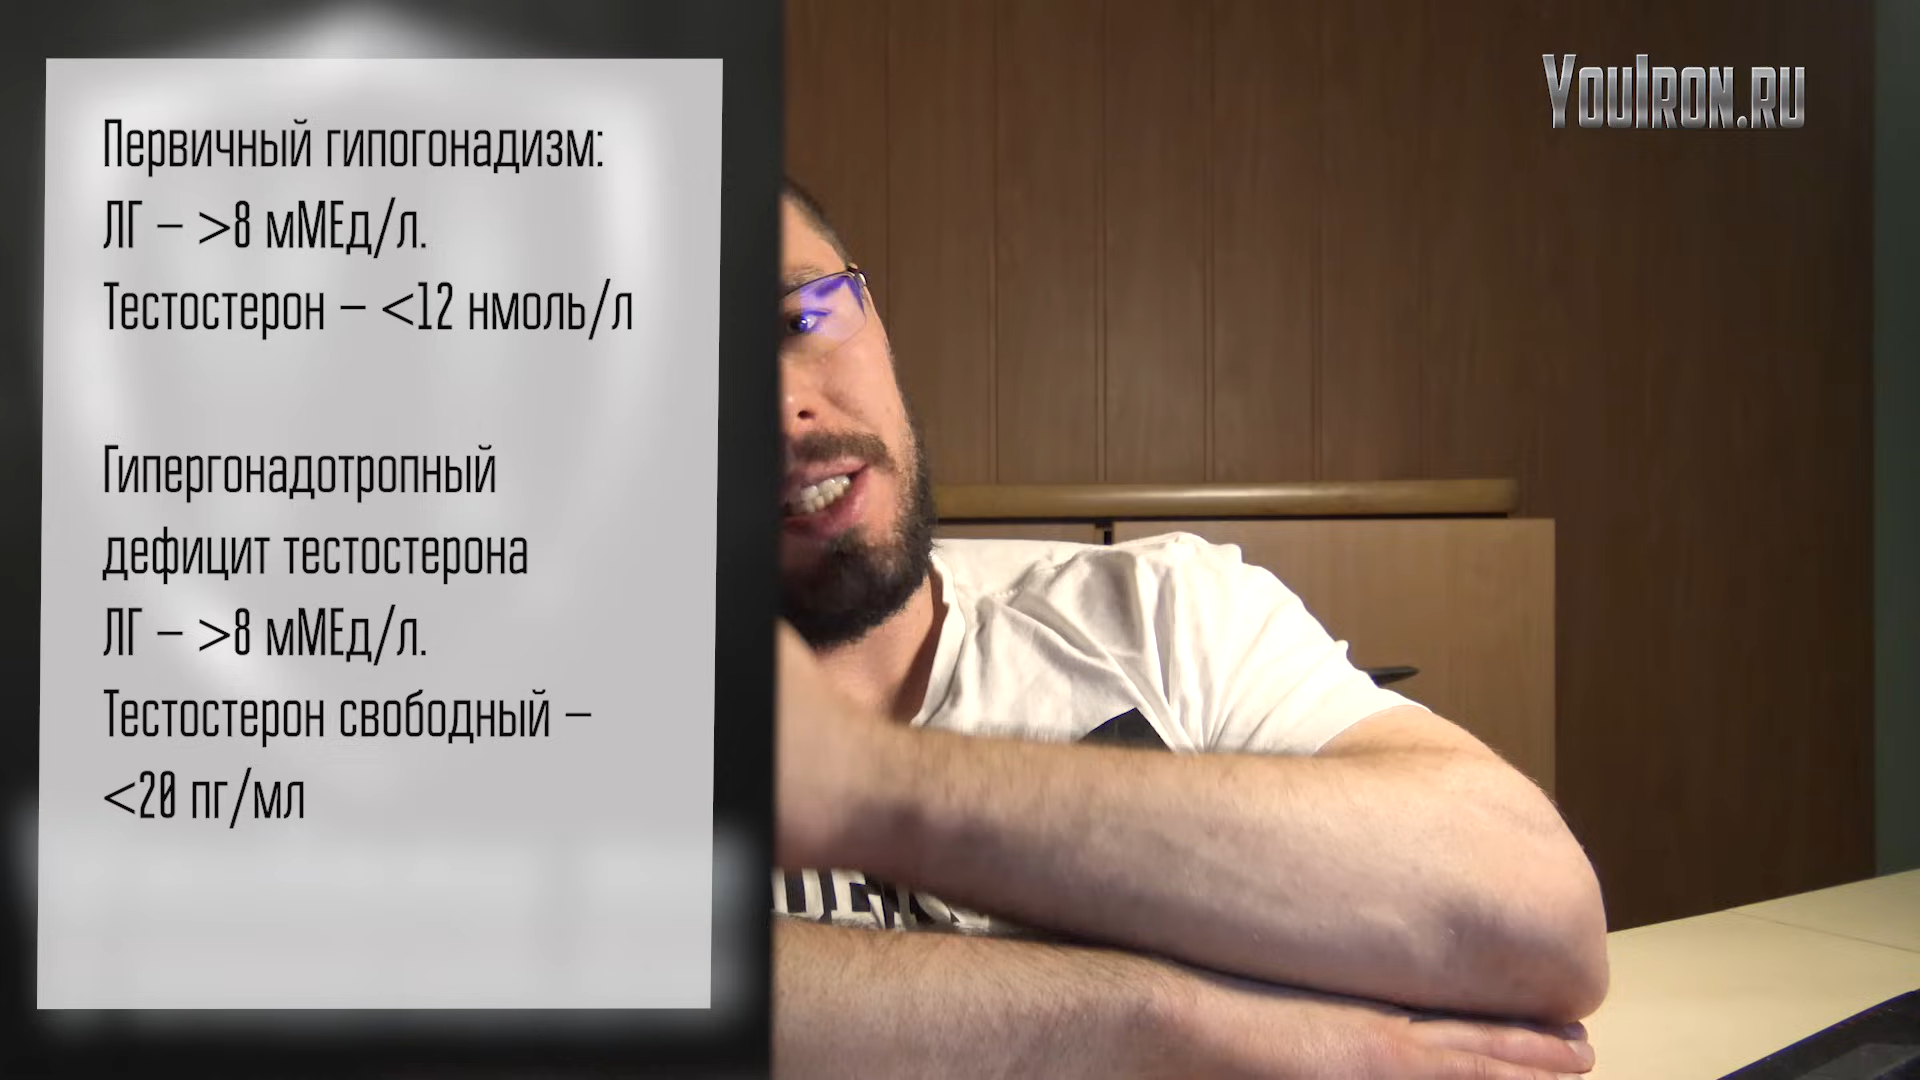 Первичный гипогонадизм:
ЛГ – >8 мМЕд/л.
Тестостерон – <12 нмоль/л
Гипергонадотропный
дефицит тестостерона
ЛГ – >8 мМЕд/л.
Тестостерон свободный –
<20 пг/мл
YouIron.ru